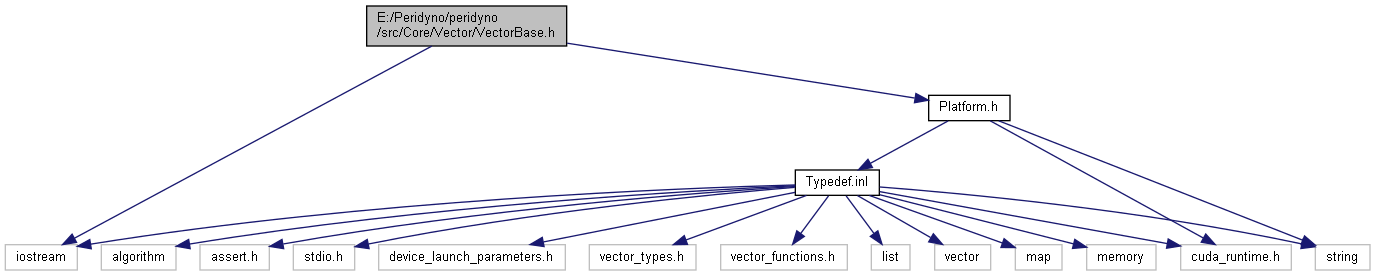 E:/Peridyno/peridyno
/src/Core/Vector/VectorBase.h
Platform.h
Typedef.inl
iostream
algorithm
assert.h
stdio.h
device_launch_parameters.h
vector_types.h
vector_functions.h
list
vector
map
memory
cuda_runtime.h
string